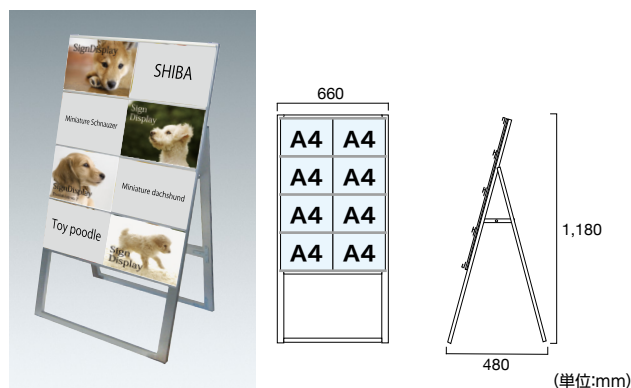 SignDisplay
SHIBA
Miniature Schnauzer
Sign
Display
SignDisplay
Miniature dachshund
Toy poodle
Sign
Display
660
A4 A4
A4 A4
A4 A4
A4 A4
1,180
480
(単位:mm)